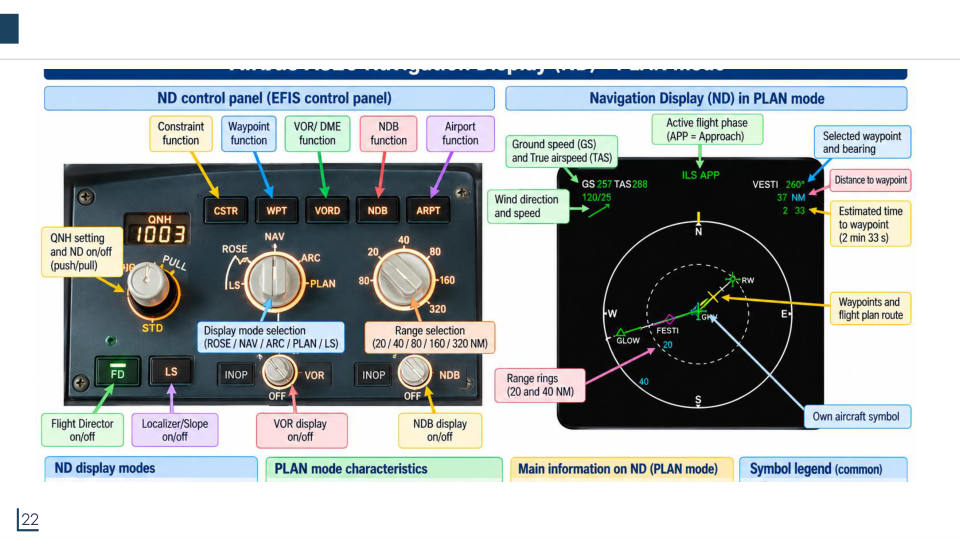 ND control panel (EFIS control panel)
Navigation Display (ND) in PLAN mode
Constraint
function
Waypoint
function
VOR/ DME
function
NDB
function
Airport
function
CSTR
WPT
VORD
NDB
ARPT
QNH
1003
QNH setting
and ND on/off
(push/pull)
PULL
STD
ROSE
NAV
ARC
LS
PLAN
20
40
80
80
160
320
Display mode selection
(ROSE / NAV / ARC / PLAN / LS)
Range selection
(20 / 40 / 80 / 160 / 320 NM)
FD
LS
INOP
VOR
OFF
INOP
NDB
OFF
Flight Director
on/off
Localizer/Slope
on/off
VOR display
on/off
NDB display
on/off
Active flight phase
(APP = Approach)
Ground speed (GS)
and True airspeed (TAS)
Selected waypoint
and bearing
Distance to waypoint
Wind direction
and speed
Estimated time
to waypoint
(2 min 33 s)
GS 257 TAS 288
120/25
ILS APP
VESTI 260°
37 NM
2 33
N
RW
W
E
GLOW
FESTI
20
40
S
Waypoints and
flight plan route
Range rings
(20 and 40 NM)
Own aircraft symbol
ND display modes
PLAN mode characteristics
Main information on ND (PLAN mode)
Symbol legend (common)
22